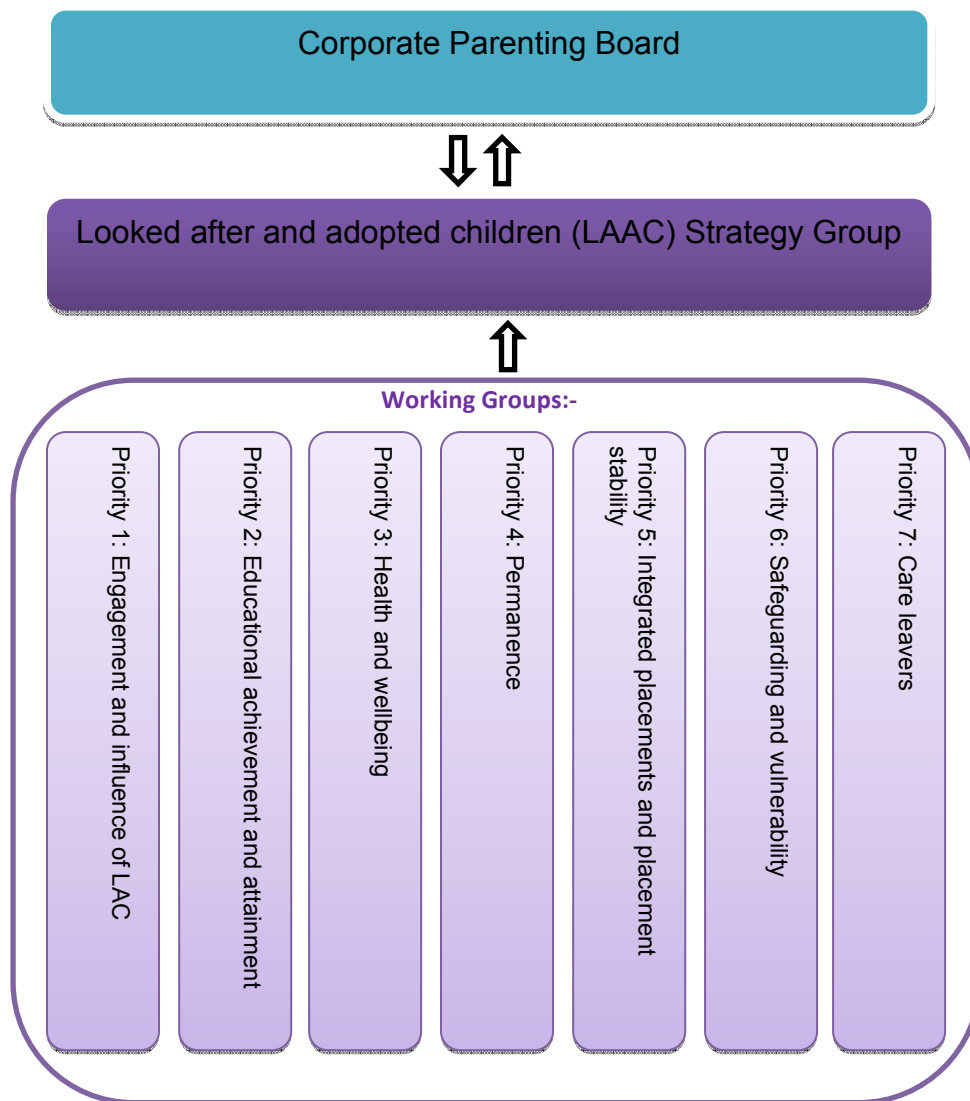 Corporate Parenting Board
Looked after and adopted children (LAAC) Strategy Group
Working Groups:-
Priority 1: Engagement and influence of LAC
Priority 2: Educational achievement and attainment
Priority 3: Health and wellbeing
Priority 4: Permanence
Priority 5: Integrated placements and placement
stability
Priority 6: Safeguarding and vulnerability
Priority 7: Care leavers